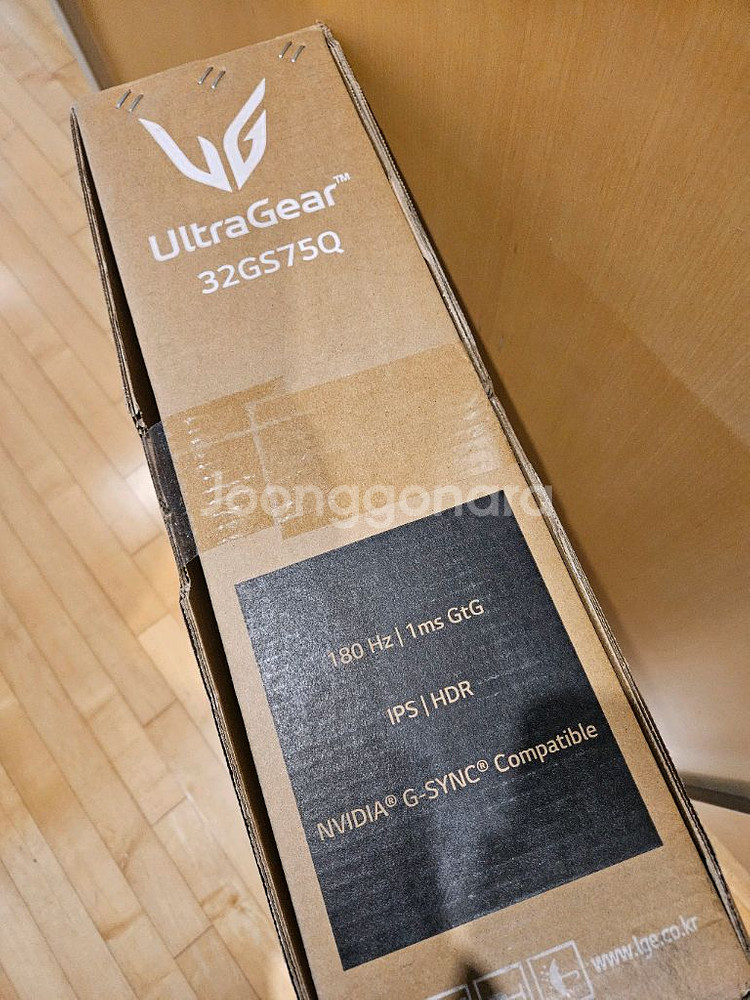 UltraGear™
32GS75Q
Joonggonara
180 Hz | 1ms GtG
IPS | HDR
NVIDIA® G-SYNC® Compatible
www.lge.co.kr